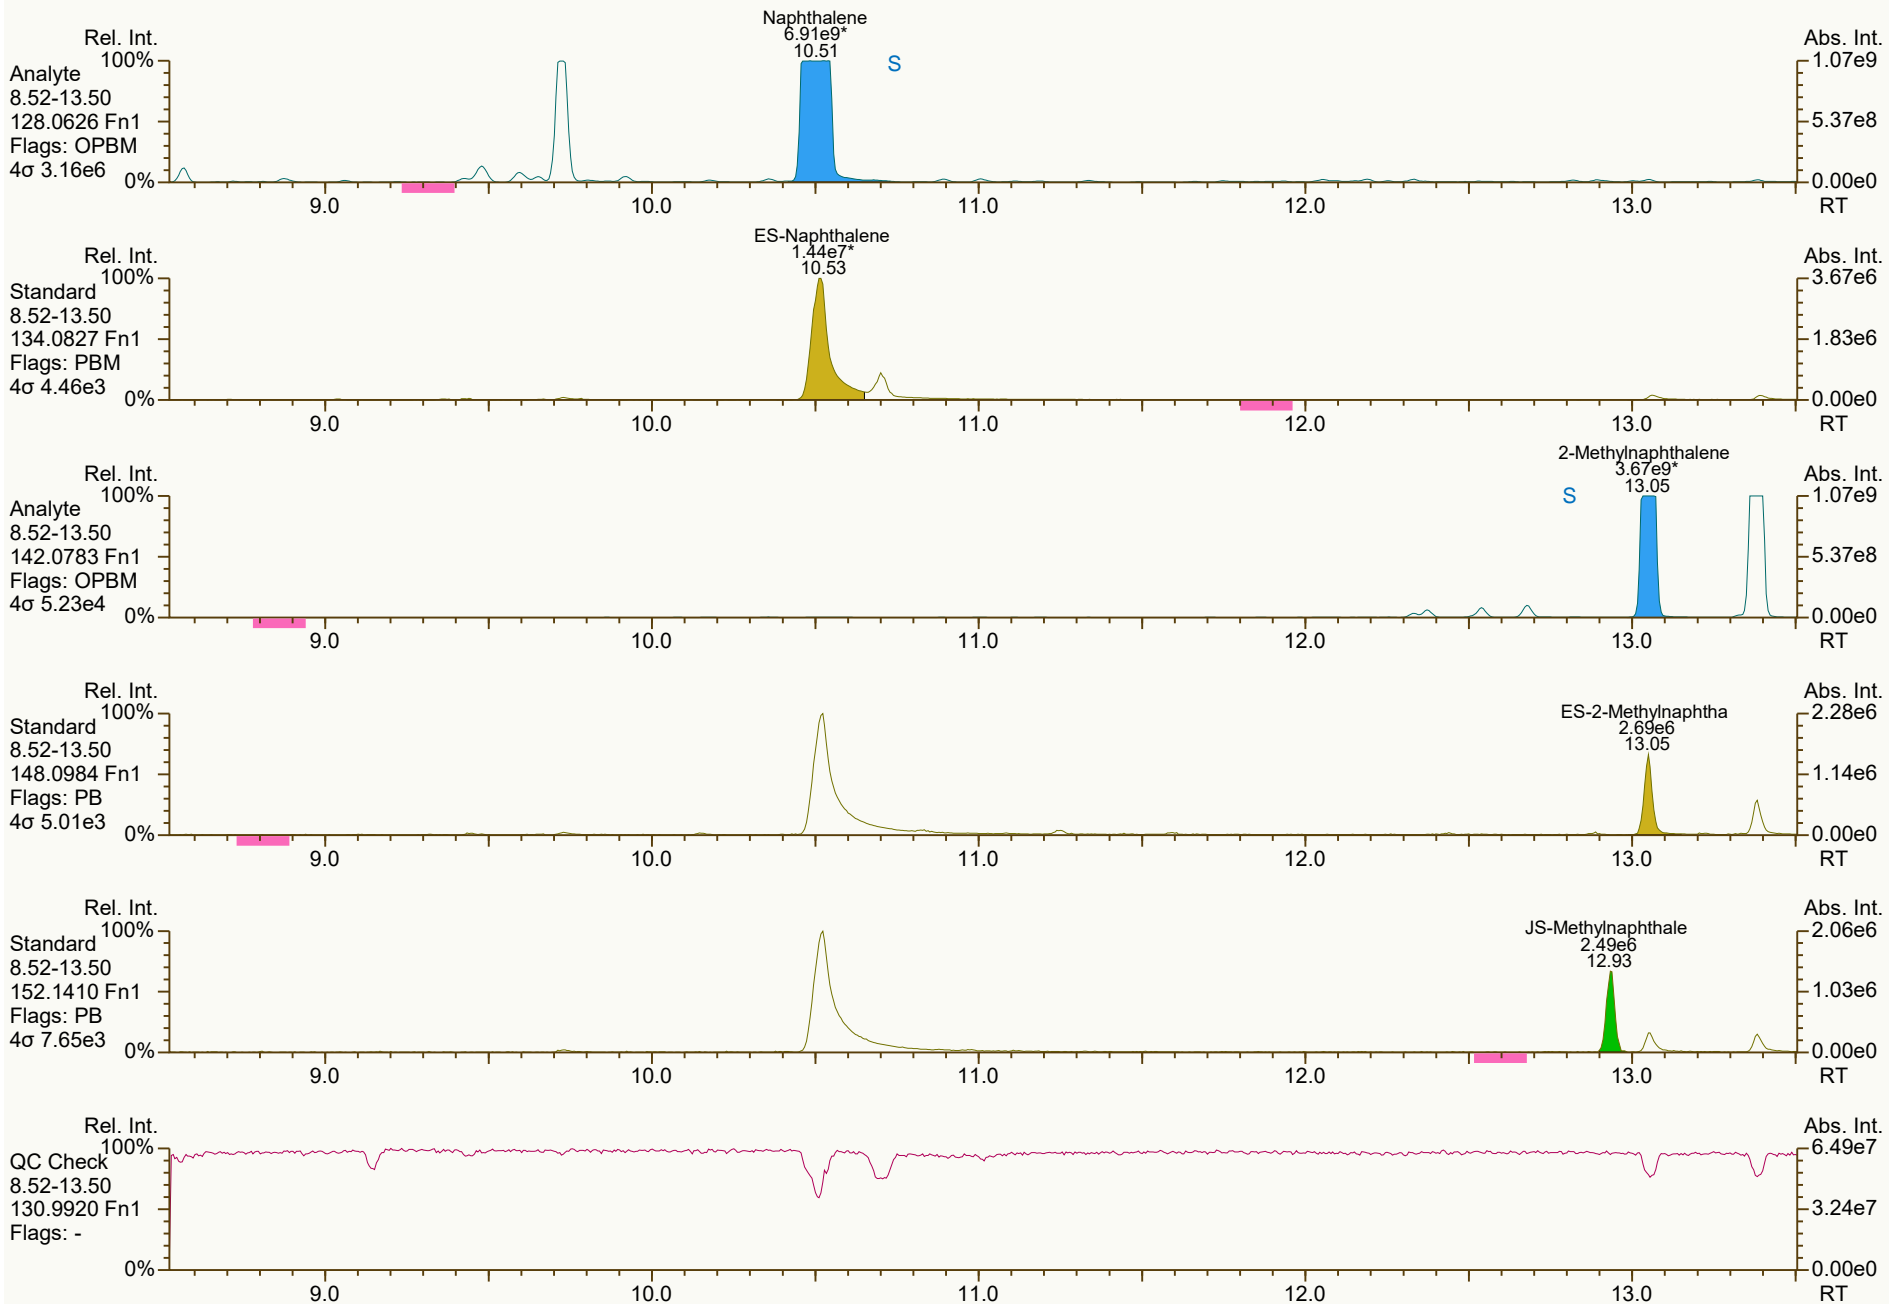 Naphthalene
6.91e9*
10.51
Rel. Int.
100%
0%
Analyte
8.52-13.50
128.0626 Fn1
Flags: OPBM
4σ 3.16e6
S
Abs. Int.
1.07e9
5.37e8
0.00e0
9.0 10.0 11.0 12.0 13.0 RT
ES-Naphthalene
1.44e7*
10.53
Rel. Int.
100%
0%
Standard
8.52-13.50
134.0827 Fn1
Flags: PBM
4σ 4.46e3
Abs. Int.
3.67e6
1.83e6
0.00e0
9.0 10.0 11.0 12.0 13.0 RT
2-Methylnaphthalene
3.67e9*
13.05
Rel. Int.
100%
0%
Analyte
8.52-13.50
142.0783 Fn1
Flags: OPBM
4σ 5.23e4
S
Abs. Int.
1.07e9
5.37e8
0.00e0
9.0 10.0 11.0 12.0 13.0 RT
ES-2-Methylnaphtha
2.69e6
13.05
Rel. Int.
100%
0%
Standard
8.52-13.50
148.0984 Fn1
Flags: PB
4σ 5.01e3
Abs. Int.
2.28e6
1.14e6
0.00e0
9.0 10.0 11.0 12.0 13.0 RT
JS-Methylnaphthale
2.49e6
12.93
Rel. Int.
100%
0%
Standard
8.52-13.50
152.1410 Fn1
Flags: PB
4σ 7.65e3
Abs. Int.
2.06e6
1.03e6
0.00e0
9.0 10.0 11.0 12.0 13.0 RT
Rel. Int.
100%
0%
QC Check
8.52-13.50
130.9920 Fn1
Flags: -
Abs. Int.
6.49e7
3.24e7
0.00e0
9.0 10.0 11.0 12.0 13.0 RT